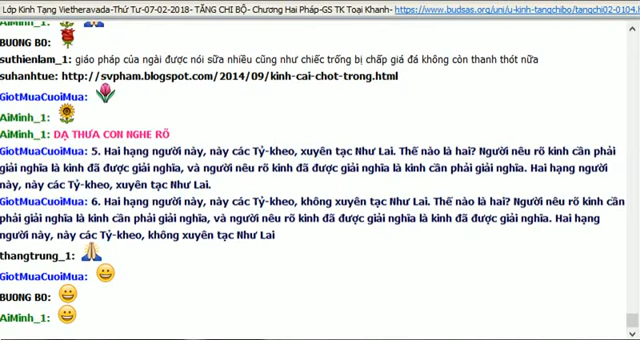 Lớp Kinh Tạng Vietheravada-Thứ Tư-07-02-2018- TĂNG CHI BỘ- Chương Hai Pháp-GS TK Toại Khanh- https://www.budsas.org/uni/u-kinh-tangchibo/tangchi02-0104.h
AiMinh_1:
BUONG BO:
suthienlam_1: giáo pháp của ngài được nói sữa nhiều cũng như chiếc trống bị chấp giá đá không còn thanh thót nữa
suhanhtue: http://svpham.blogspot.com/2014/09/kinh-cai-chot-trong.html
GiotMuaCuoiMua:
AiMinh_1:
AiMinh_1: DẠ THƯA CON NGHE RÕ
GiotMuaCuoiMua: 5. Hai hạng người này, này các Tỷ-kheo, xuyên tạc Như Lai. Thế nào là hai? Người nêu rõ kinh cần phải
giải nghĩa là kinh đã được giải nghĩa, và người nêu rõ kinh đã được giải nghĩa là kinh cần phải giải nghĩa. Hai hạng người
này, này các Tỷ-kheo, xuyên tạc Như Lai.
GiotMuaCuoiMua: 6. Hai hạng người này, này các Tỷ-kheo, không xuyên tạc Như Lai. Thế nào là hai? Người nêu rõ kinh cần
phải giải nghĩa là kinh cần phải giải nghĩa, và người nêu rõ kinh đã được giải nghĩa là kinh đã được giải nghĩa. Hai hạng
người này, này các Tỷ-kheo, không xuyên tạc Như Lai
thangtrung_1:
GiotMuaCuoiMua:
BUONG BO:
AiMinh_1: